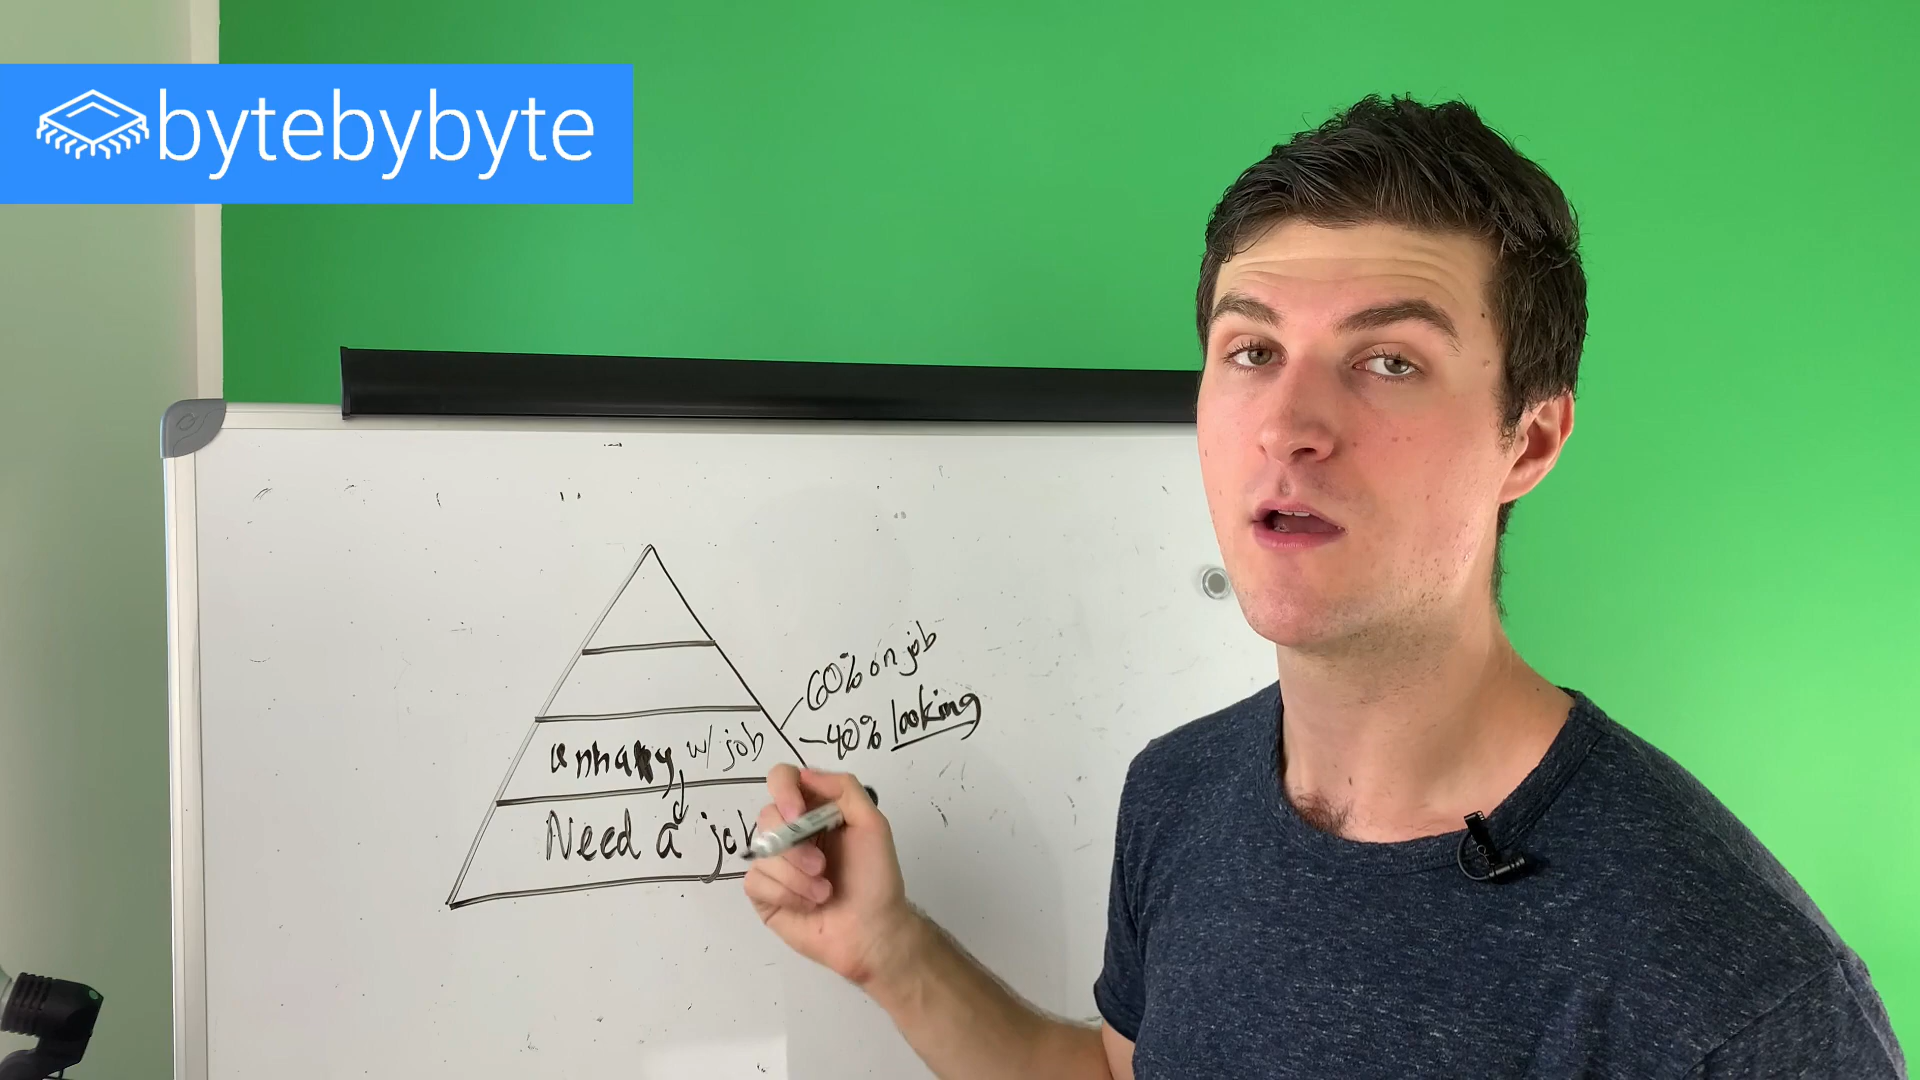 bytebybyte
60% on job
40% looking
unhappy w/ job
Need a job